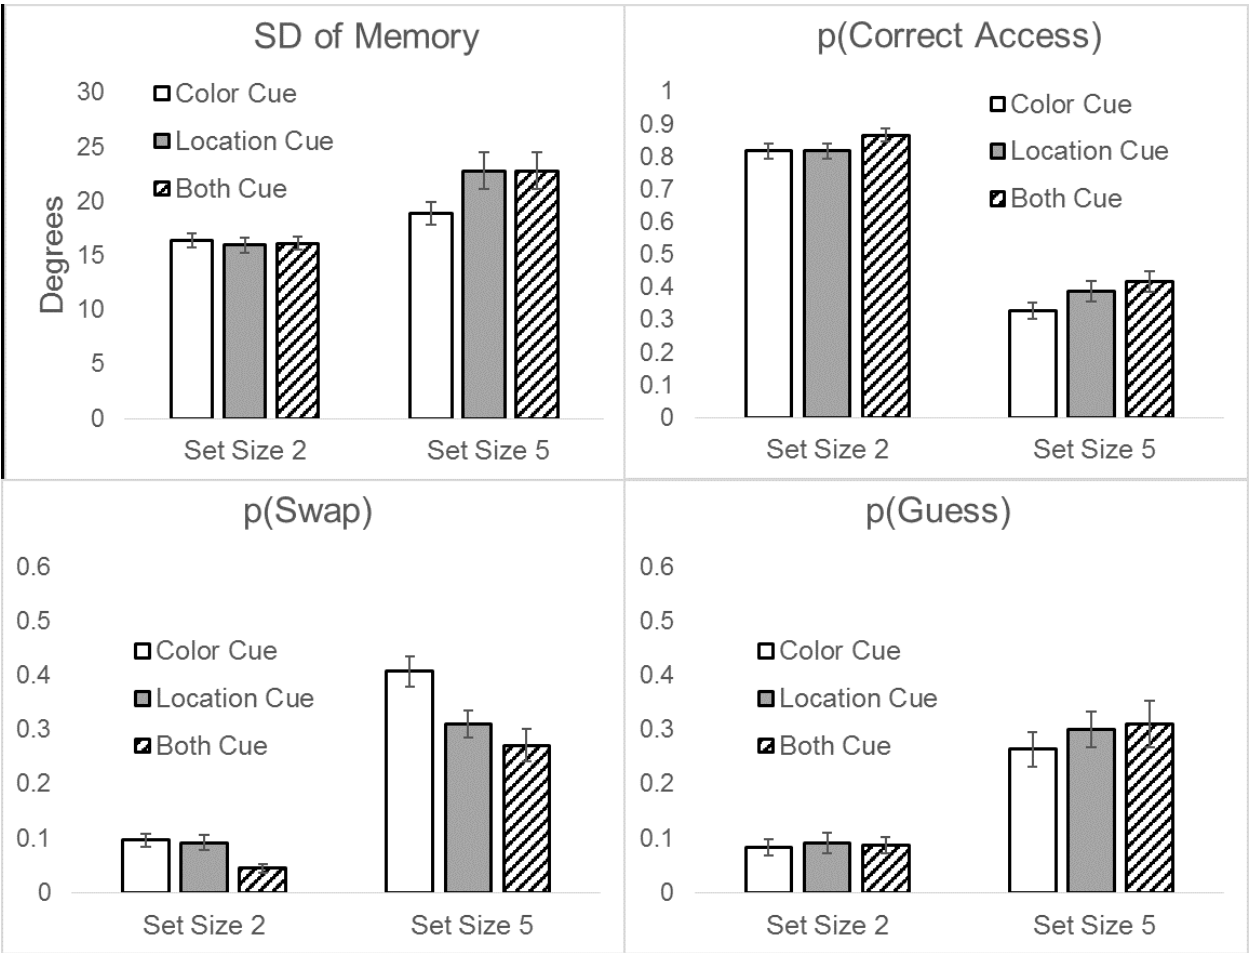 SD of Memory
30
25
20
15
10
5
0
Degrees
Color Cue
Location Cue
Both Cue
Set Size 2
Set Size 5
p(Correct Access)
1
0.9
0.8
0.7
0.6
0.5
0.4
0.3
0.2
0.1
0
Color Cue
Location Cue
Both Cue
Set Size 2
Set Size 5
p(Swap)
0.6
0.5
0.4
0.3
0.2
0.1
0
Color Cue
Location Cue
Both Cue
Set Size 2
Set Size 5
p(Guess)
0.6
0.5
0.4
0.3
0.2
0.1
0
Color Cue
Location Cue
Both Cue
Set Size 2
Set Size 5